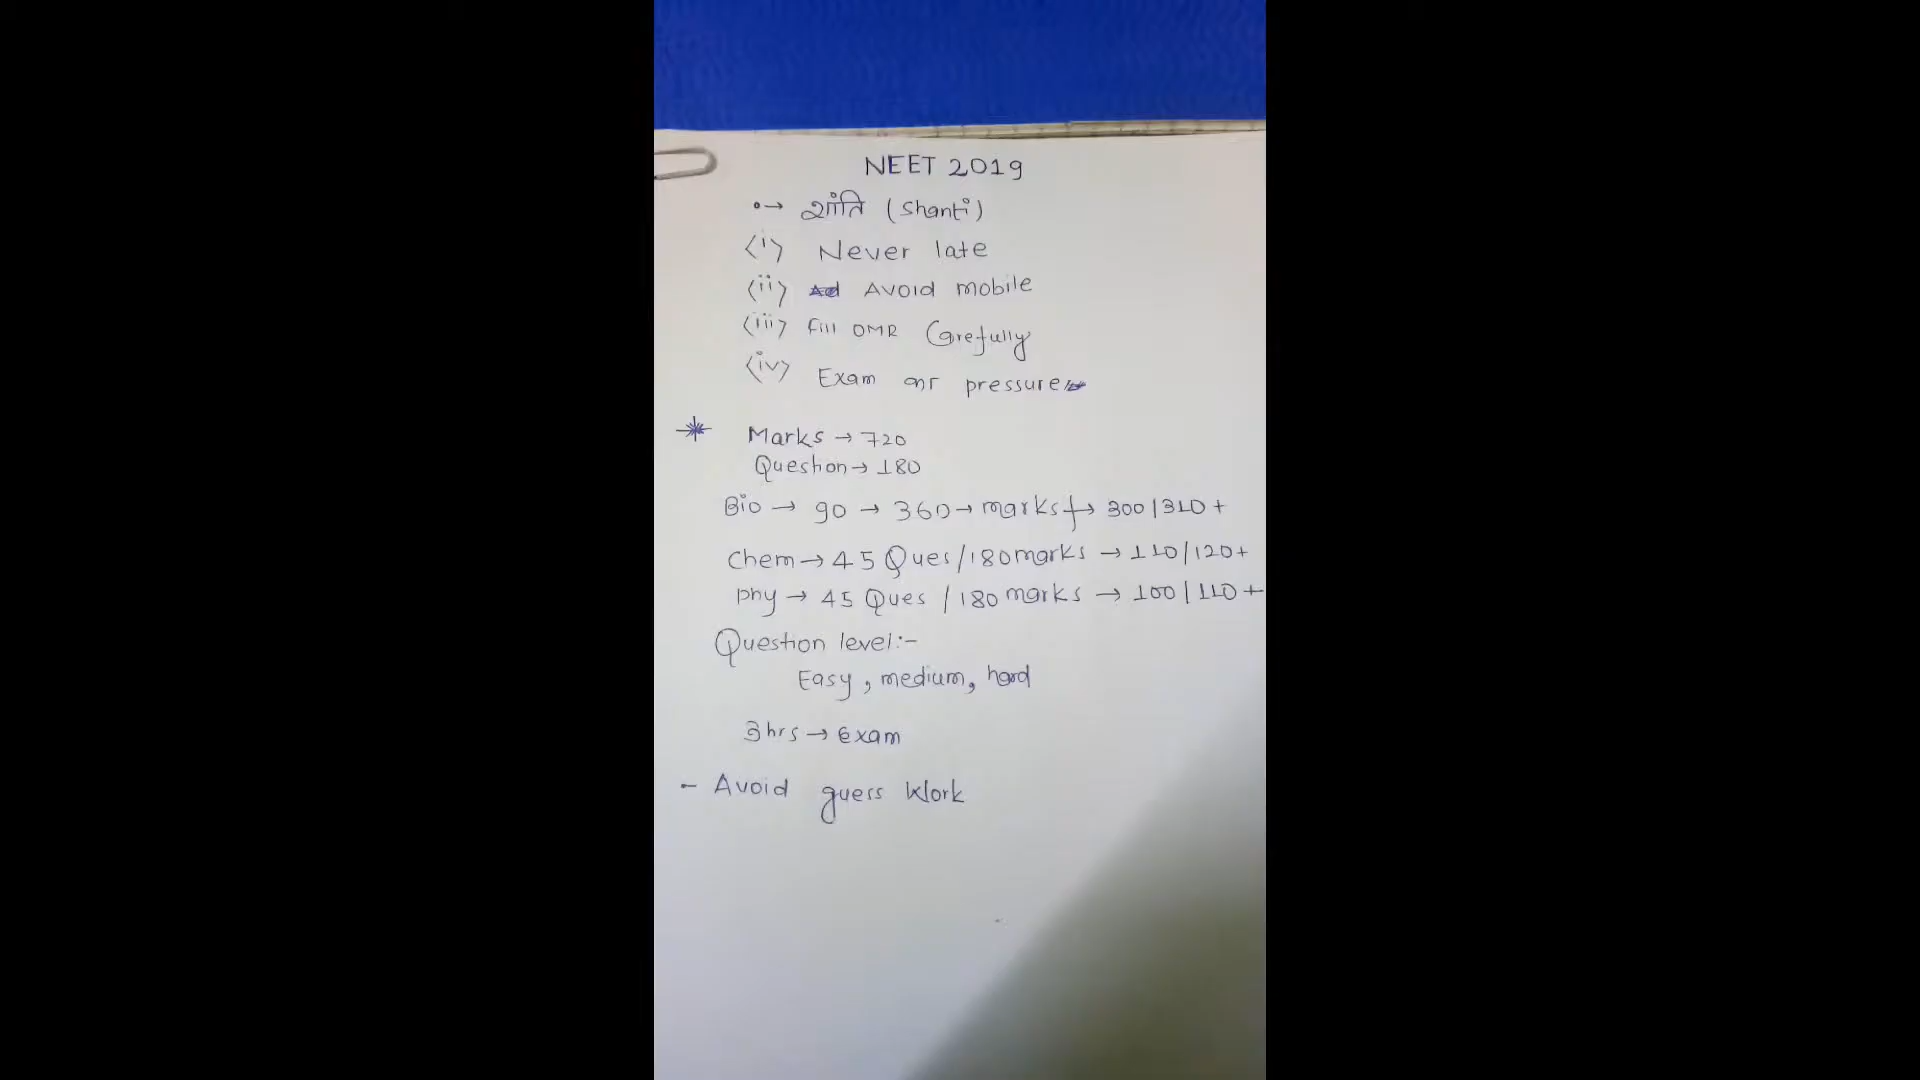 NEET 2019
→ शांति (Shanti)
(i) Never late
(ii) Avoid mobile
(iii) Fill OMR Carefully
(iv) Exam का pressure
* Marks → 720
Question → 180
Bio → 90 → 360 → marks → 300/310+
Chem → 45 Ques/180 marks → 110/120+
Phy → 45 Ques/180 marks → 100/110+
Question level:-
Easy, medium, hard
3hrs → exam
- Avoid guess Work